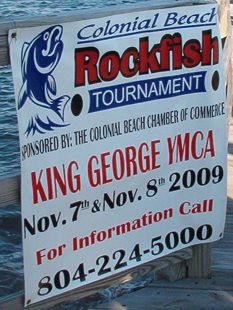 Colonial Beach
Rockfish
TOURNAMENT
SPONSORED BY: THE COLONIAL BEACH CHAMBER OF COMMERCE
KING GEORGE YMCA
Nov. 7th & Nov. 8th 2009
For Information Call
804-224-5000